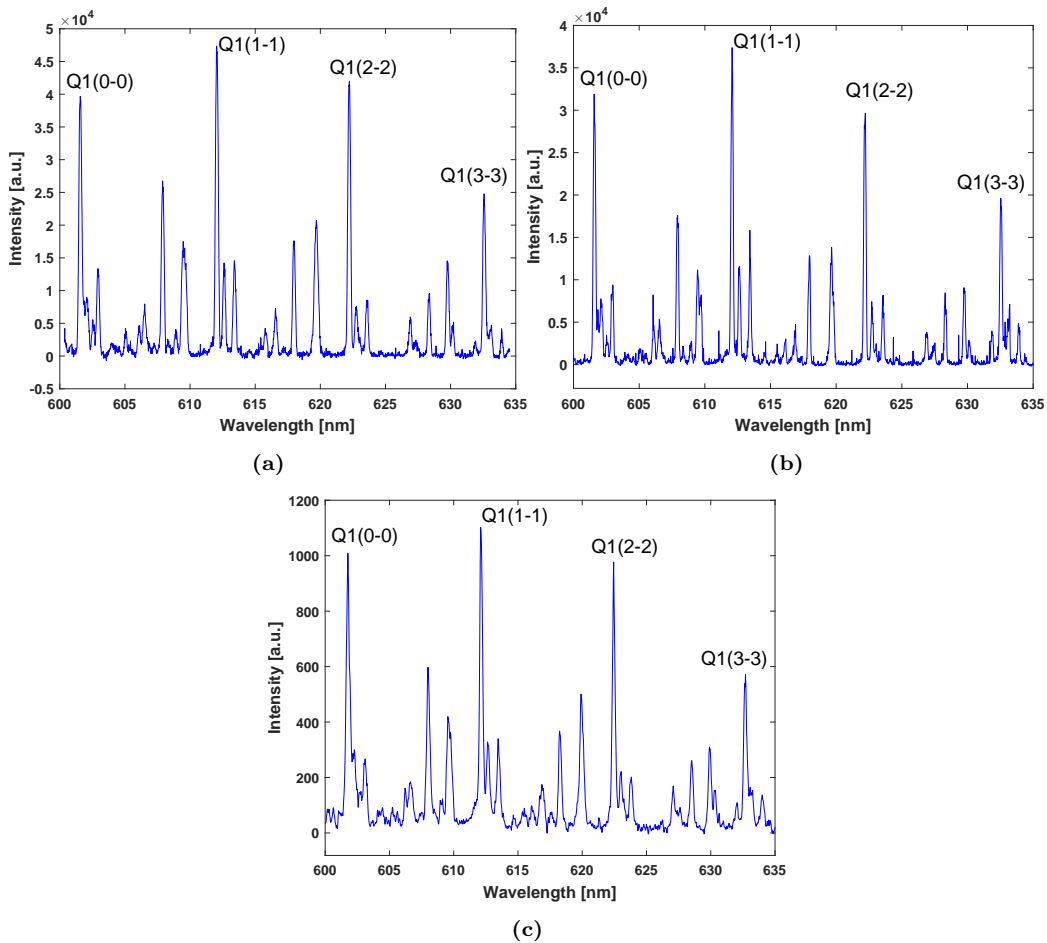 ×10⁴
Q1(1-1)
Q1(2-2)
Q1(0-0)
Q1(3-3)
5
4.5
4
3.5
3
2.5
2
1.5
1
0.5
0
-0.5
Intensity [a.u.]
600 605 610 615 620 625 630 635
Wavelength [nm]
(a)
×10⁴
Q1(1-1)
Q1(0-0)
Q1(2-2)
Q1(3-3)
4
3.5
3
2.5
2
1.5
1
0.5
0
Intensity [a.u.]
600 605 610 615 620 625 630 635
Wavelength [nm]
(b)
Q1(1-1)
Q1(0-0)
Q1(2-2)
Q1(3-3)
1200
1000
800
600
400
200
0
Intensity [a.u.]
600 605 610 615 620 625 630 635
Wavelength [nm]
(c)